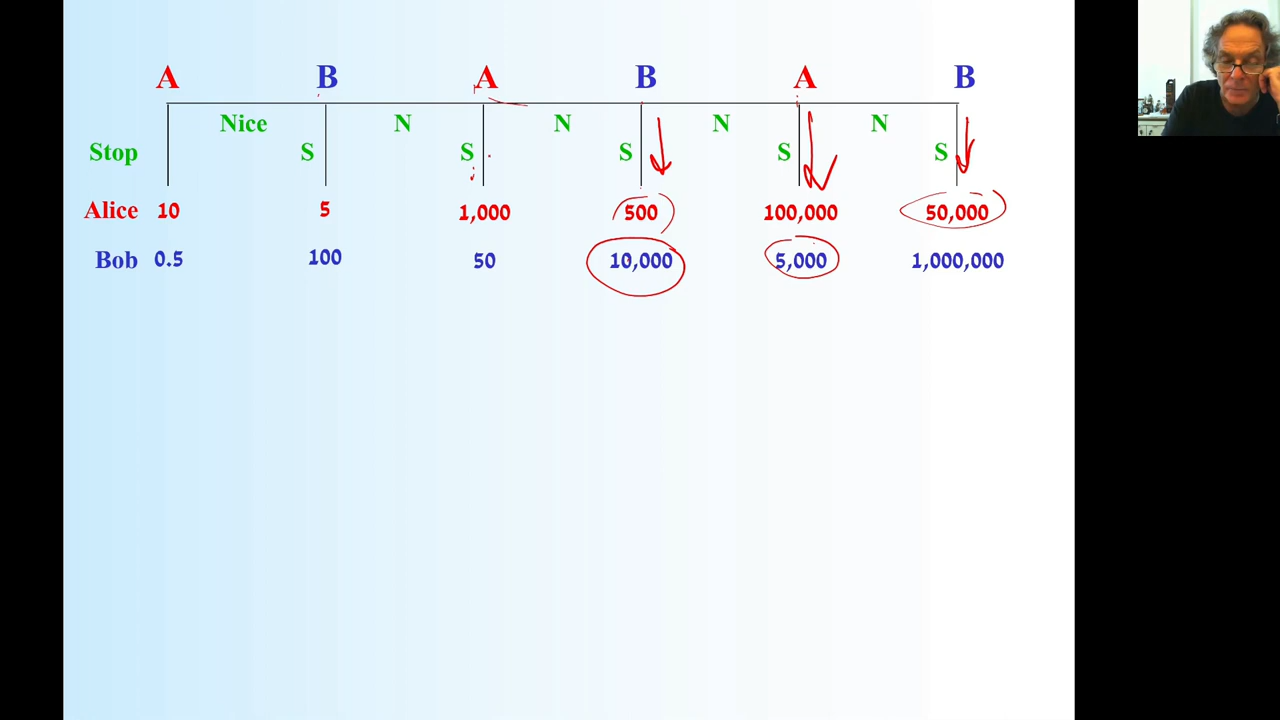 A B A B A B
Nice N N N N
Stop S S S S S
Alice 10 5 1,000 500 100,000 50,000
Bob 0.5 100 50 10,000 5,000 1,000,000